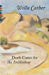 Willa Cather
Death Comes for
the Archbishop